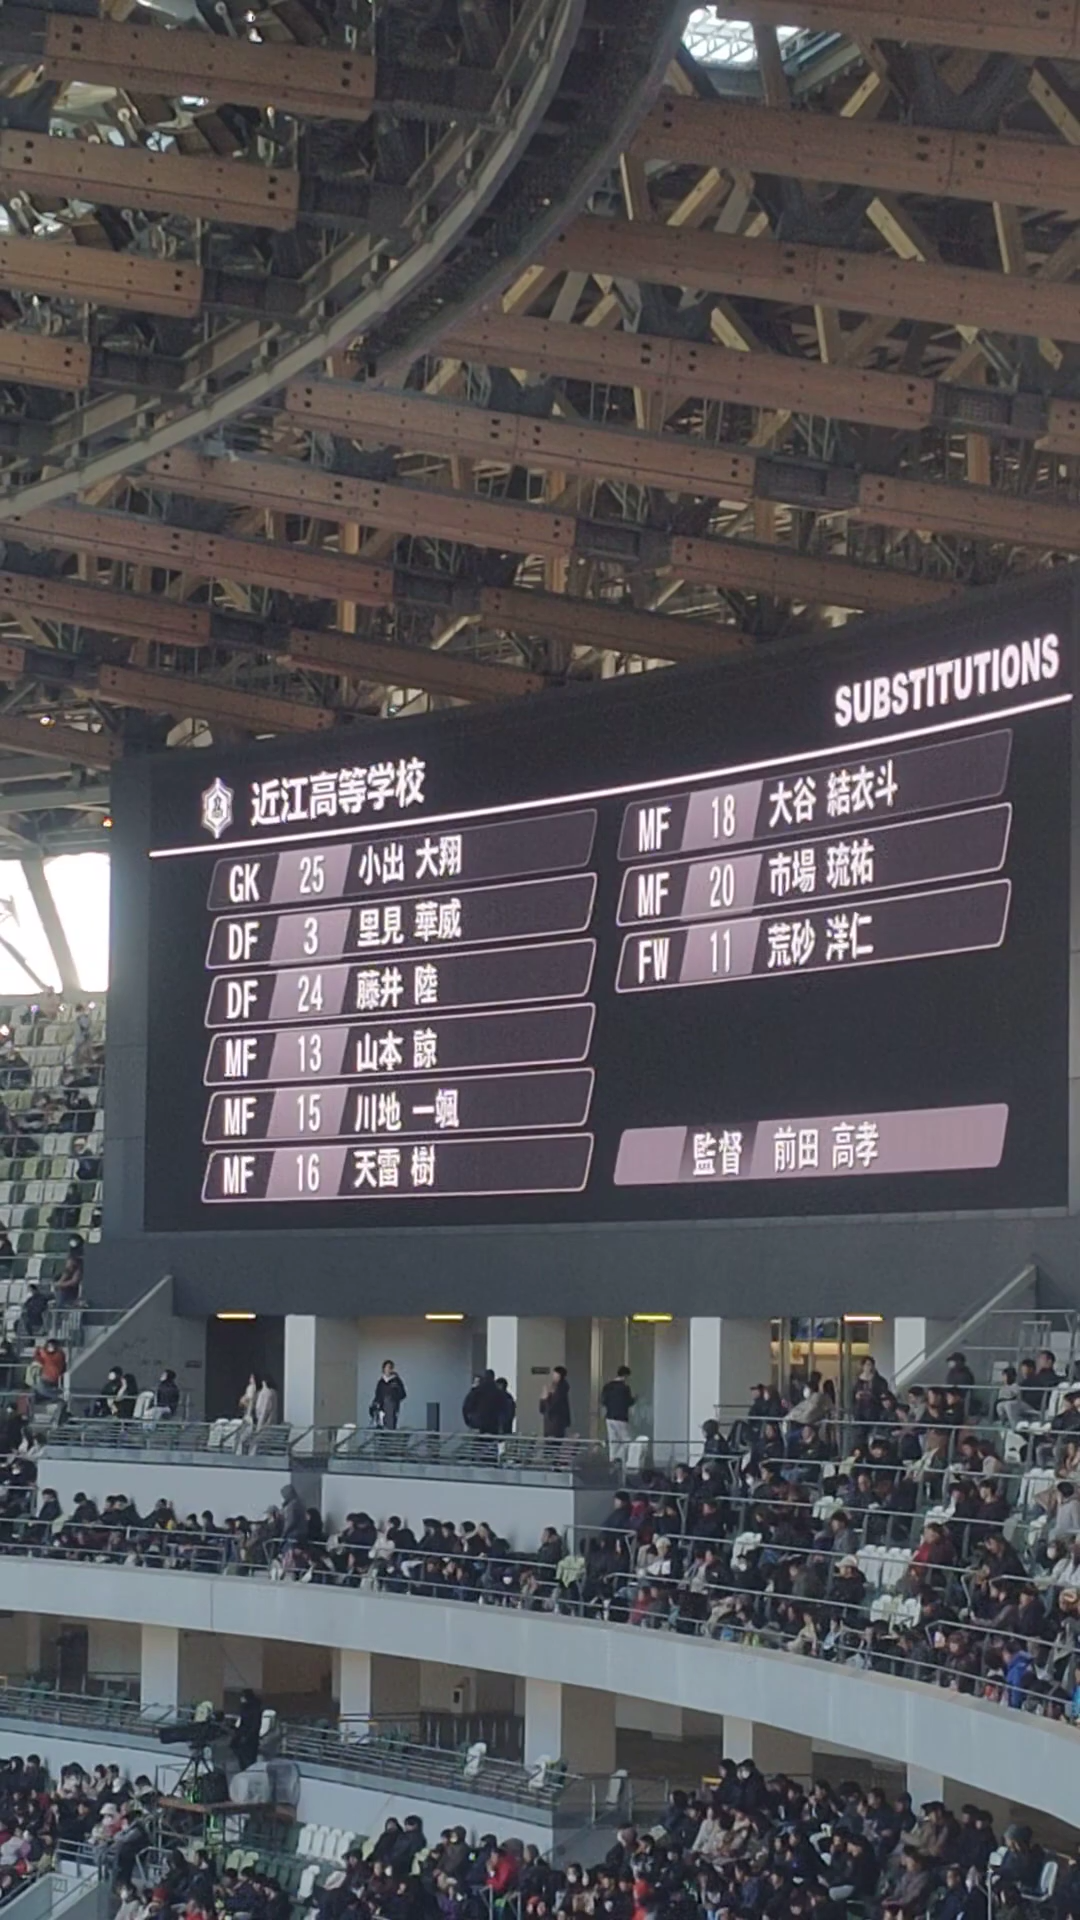 SUBSTITUTIONS
近江高等学校
GK 25 小出 大翔
DF 3 里見 華威
DF 24 藤井 陸
MF 13 山本 諒
MF 15 川地 一颯
MF 16 天雷 樹
MF 18 大谷 結衣斗
MF 20 市場 琉祐
FW 11 荒砂 洋仁
監督 前田 高孝